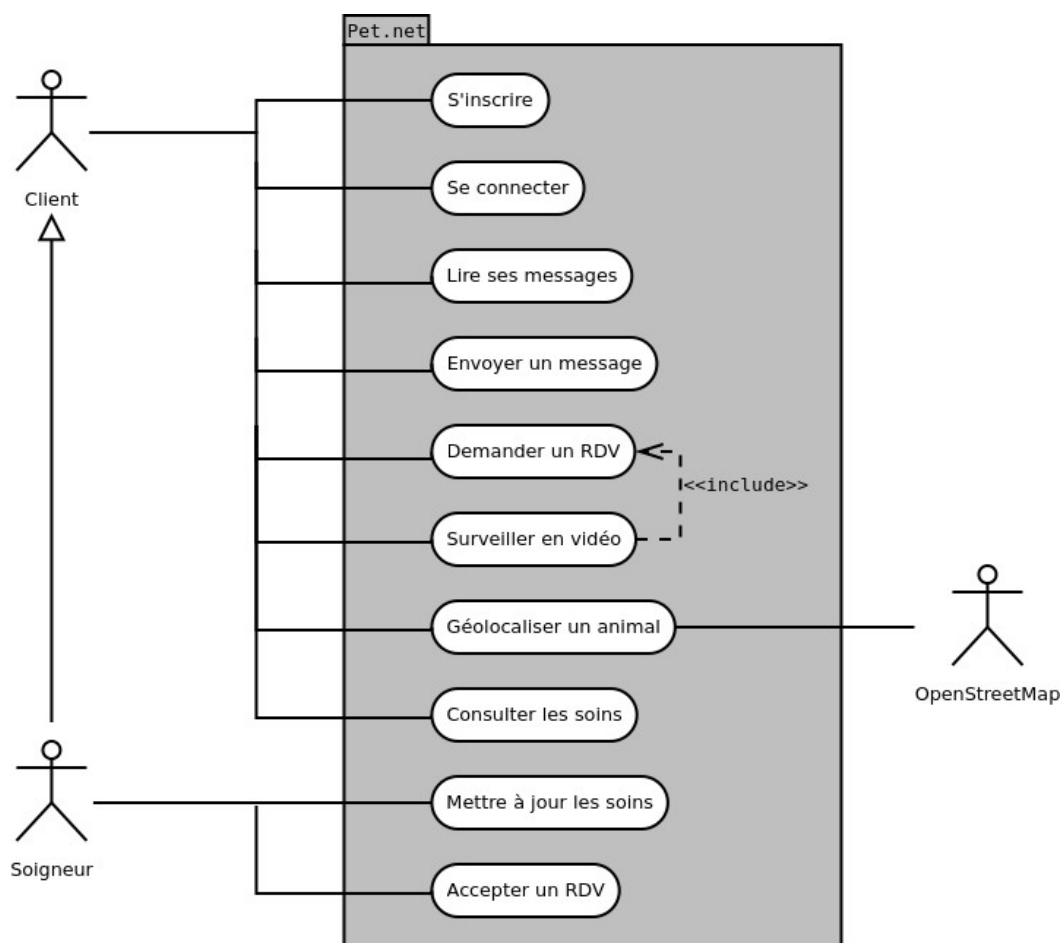 Pet.net
S'inscrire
Client
Se connecter
Lire ses messages
Envoyer un message
Demander un RDV
<<include>>
Surveiller en vidéo
Géolocaliser un animal
OpenStreetMap
Consulter les soins
Mettre à jour les soins
Soigneur
Accepter un RDV